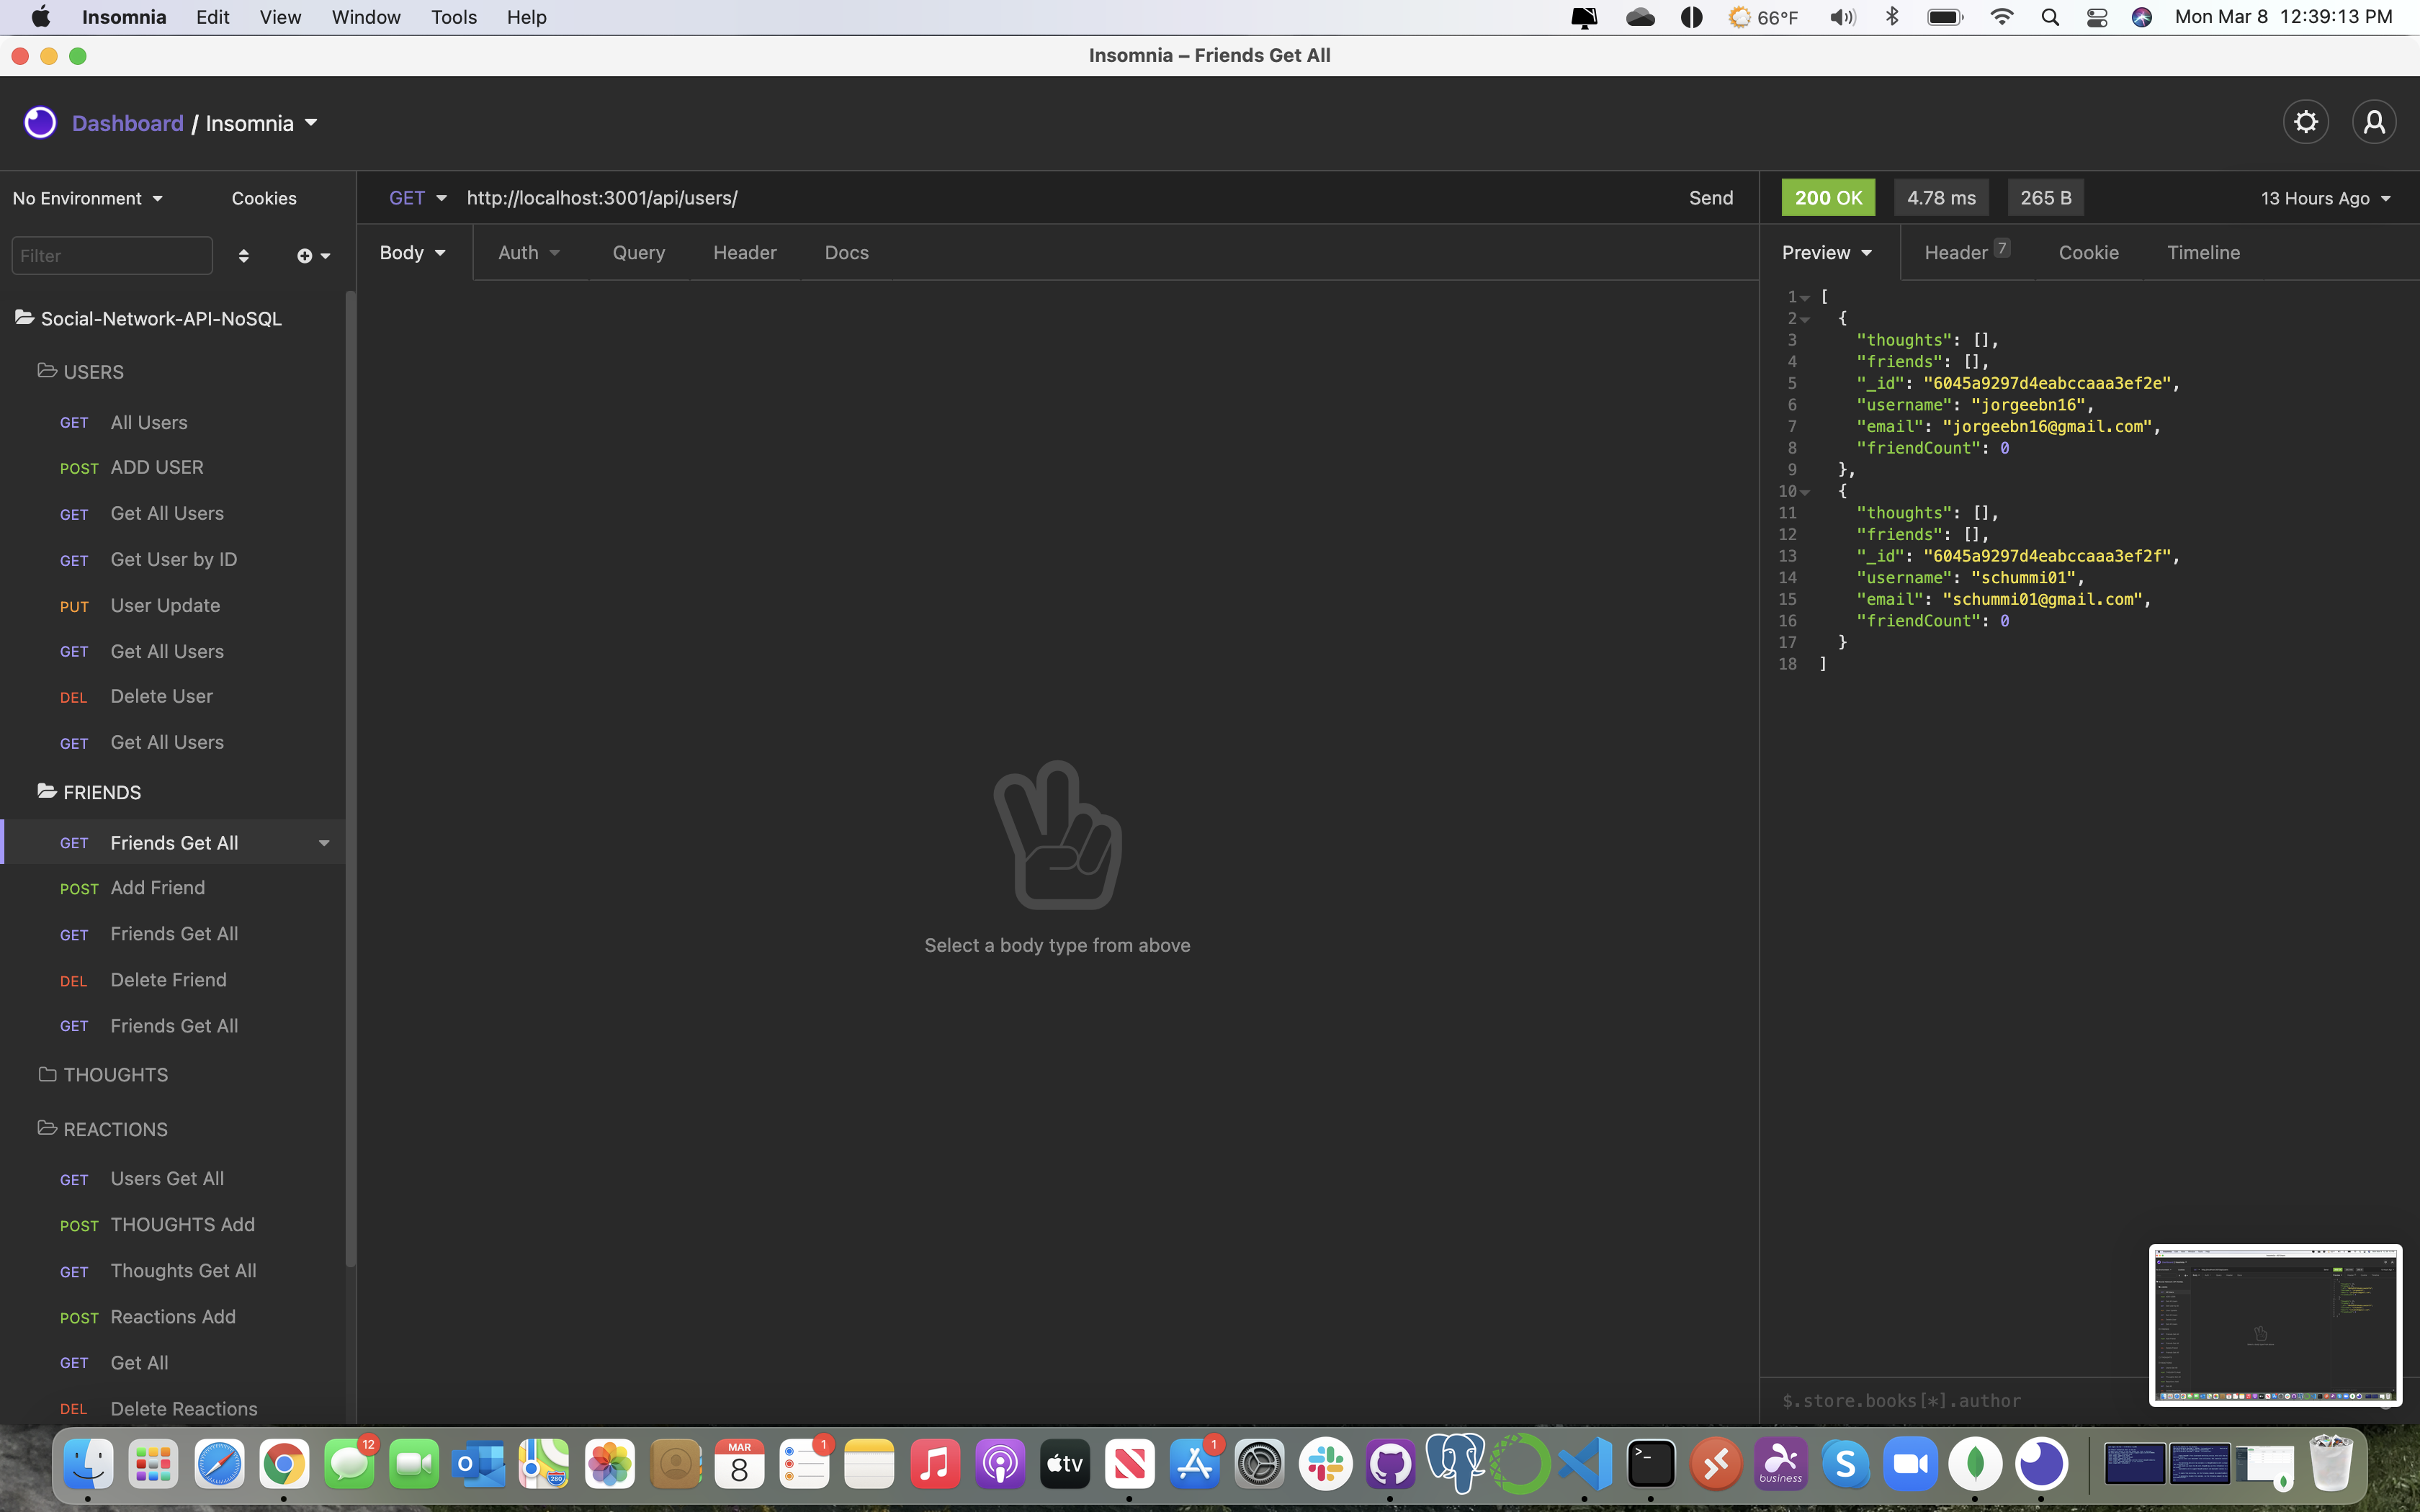 Insomnia Edit View Window Tools Help 66°F Mon Mar 8 12:39:13 PM
Insomnia – Friends Get All
Dashboard / Insomnia
No Environment Cookies
GET http://localhost:3001/api/users/ Send
200 OK 4.78 ms 265 B 13 Hours Ago
Filter
Body Auth Query Header Docs
Preview Header 7 Cookie Timeline
Social-Network-API-NoSQL
USERS
GET All Users
POST ADD USER
GET Get All Users
GET Get User by ID
PUT User Update
GET Get All Users
DEL Delete User
GET Get All Users
FRIENDS
GET Friends Get All
POST Add Friend
GET Friends Get All
DEL Delete Friend
GET Friends Get All
THOUGHTS
REACTIONS
GET Users Get All
POST THOUGHTS Add
GET Thoughts Get All
POST Reactions Add
GET Get All
DEL Delete Reactions
Select a body type from above
1 [
2 {
3 "thoughts": [],
4 "friends": [],
5 "_id": "6045a9297d4eabccaaa3ef2e",
6 "username": "jorgeebn16",
7 "email": "jorgeebn16@gmail.com",
8 "friendCount": 0
9 },
10 {
11 "thoughts": [],
12 "friends": [],
13 "_id": "6045a9297d4eabccaaa3ef2f",
14 "username": "schummi01",
15 "email": "schummi01@gmail.com",
16 "friendCount": 0
17 }
18 ]
$.store.books[*].author
12 280 MAR 8 1 tv 1 >_ business S